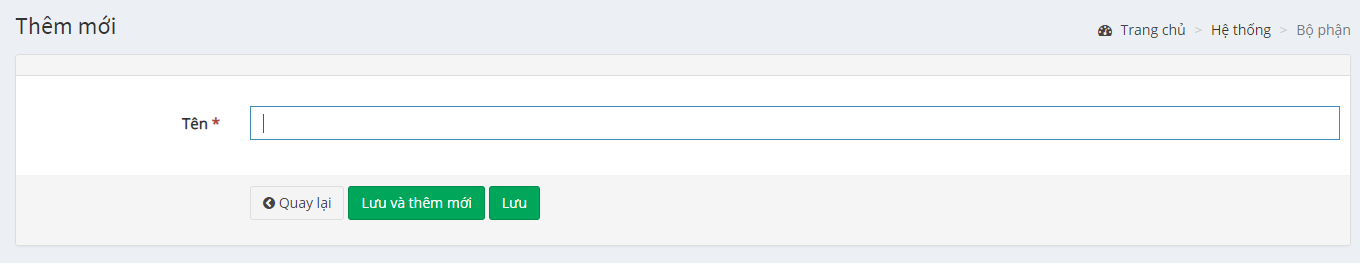 Thêm mới
Trang chủ > Hệ thống > Bộ phận
Tên *
Quay lại Lưu và thêm mới Lưu